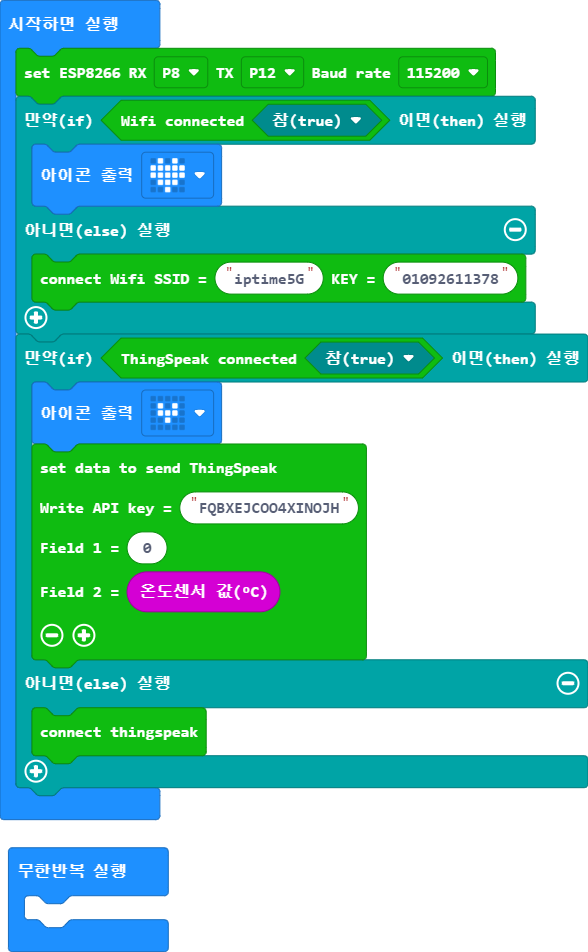 시작하면 실행
set ESP8266 RX P8 TX P12 Baud rate 115200
만약(if) Wifi connected 참(true) 이면(then) 실행
아이콘 출력
아니면(else) 실행
connect Wifi SSID = "iptime5G" KEY = "01092611378"
만약(if) ThingSpeak connected 참(true) 이면(then) 실행
아이콘 출력
set data to send ThingSpeak
Write API key = "FQBXEJCOO4XINOJH"
Field 1 = 0
Field 2 = 온도센서 값(ºC)
아니면(else) 실행
connect thingspeak
무한반복 실행